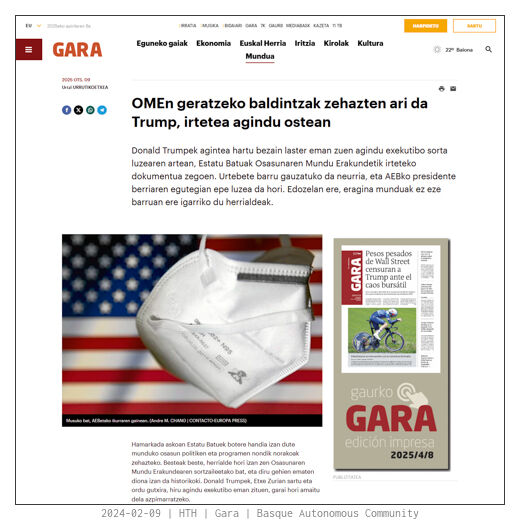 EU
2025eko apirilaren 8a
IRRATIA MUSIKA BIDAIARI GARA 7K GAUR8 MEDIABASK KAZETA TB
HARPIDETU
SARTU
GARA
Eguneko gaiak Ekonomia Euskal Herria Iritzia Kirolak Kultura
Mundua
22º Baiona
2025 OTS. 09
Urtzi URRUTIKOETXEA
OMEn geratzeko baldintzak zehazten ari da
Trump, irtetea agindu ostean
Donald Trumpek agintea hartu bezain laster eman zuen agindu exekutibo sorta
luzearen artean, Estatu Batuak Osasunaren Mundu Erakundetik irteteko
dokumentua zegoen. Urtebete barru gauzatuko da neurria, eta AEBko presidente
berriaren egutegian epe luzea da hori. Edozelan ere, eragina munduak ez eze
barruan ere igarriko du herrialdeak.
N95
Musuko bat, AEBetako ikurraren gainean. (Andre M. CHANG | CONTACTO-EUROPA PRESS)
GARA
Pesos pesados
de Wall Street
censuran a
Trump ante el
caos bursátil
gaurko
GARA
edición impresa
2025/4/8
PUBLIZITATEA
Hamarkada askoan Estatu Batuek botere handia izan dute
munduko osasun politiken eta programen nondik norakoak
zehazteko. Besteak beste, herrialde hori izan zen Osasunaren
Mundu Erakundearen sortzaileetako bat, eta diru gehien ematen
diona izan da historikoki. Donald Trumpek, Etxe Zurian sartu eta
ordu gutxira, hiru agindu exekutibo eman zituen, garai hori amaitu
dela azpimarratzeko.
2024-02-09 | HTH | Gara | Basque Autonomous Community